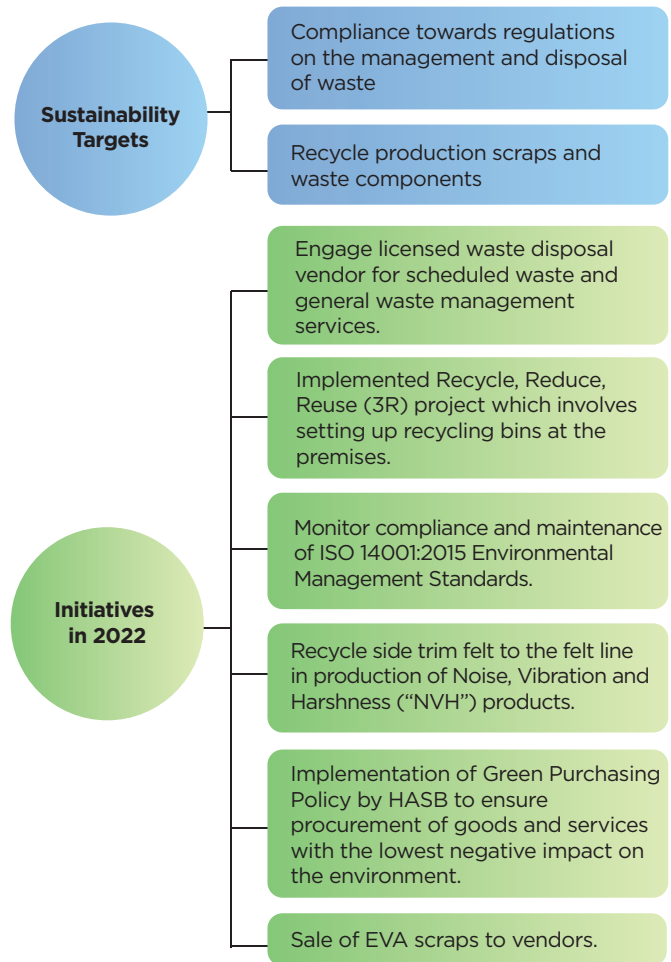 Sustainability
Targets
Compliance towards regulations
on the management and disposal
of waste
Recycle production scraps and
waste components
Initiatives
in 2022
Engage licensed waste disposal
vendor for scheduled waste and
general waste management
services.
Implemented Recycle, Reduce,
Reuse (3R) project which involves
setting up recycling bins at the
premises.
Monitor compliance and maintenance
of ISO 14001:2015 Environmental
Management Standards.
Recycle side trim felt to the felt line
in production of Noise, Vibration and
Harshness (“NVH”) products.
Implementation of Green Purchasing
Policy by HASB to ensure
procurement of goods and services
with the lowest negative impact on
the environment.
Sale of EVA scraps to vendors.